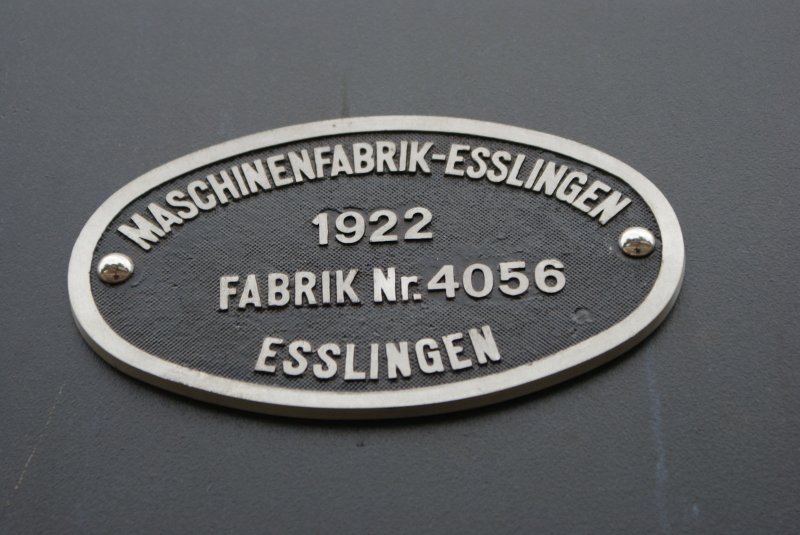 MASCHINENFABRIK-ESSLINGEN
1922
FABRIK Nr. 4056
ESSLINGEN